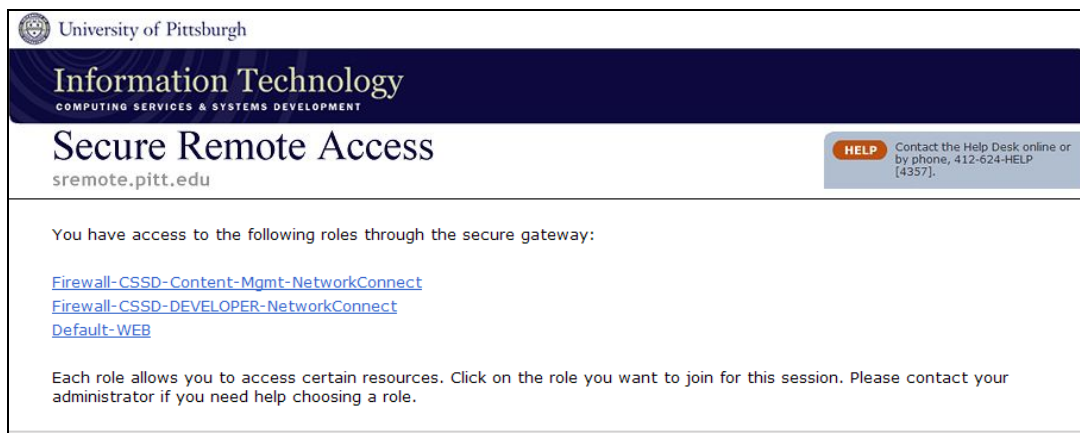 University of Pittsburgh
Information Technology
COMPUTING SERVICES & SYSTEMS DEVELOPMENT
Secure Remote Access
sremote.pitt.edu
HELP
Contact the Help Desk online or
by phone, 412-624-HELP
[4357].
You have access to the following roles through the secure gateway:
Firewall-CSSD-Content-Mgmt-NetworkConnect
Firewall-CSSD-DEVELOPER-NetworkConnect
Default-WEB
Each role allows you to access certain resources. Click on the role you want to join for this session. Please contact your
administrator if you need help choosing a role.